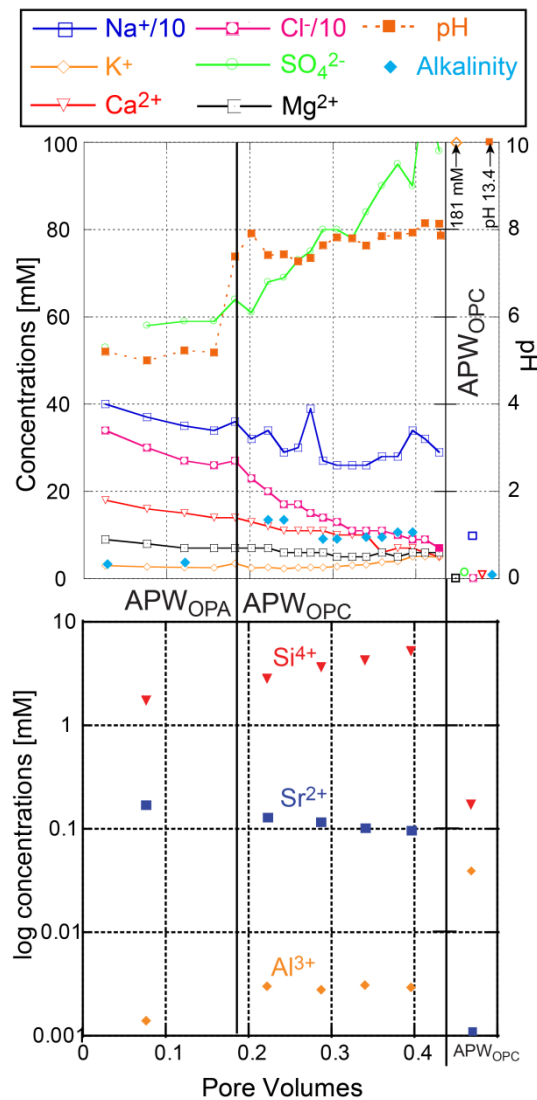 Na⁺/10 Cl⁻/10 pH
K⁺ SO₄²⁻ Alkalinity
Ca²⁺ Mg²⁺
100 10
80 8
60 6
40 4
20 2
0 0
Concentrations [mM]
pH
181 mM
pH 13.4
APW_OPC
APW_OPA APW_OPC
10
1
0.1
0.01
0.001
log concentrations [mM]
Si⁴⁺
Sr²⁺
Al³⁺
0 0.1 0.2 0.3 0.4 APW_OPC
Pore Volumes